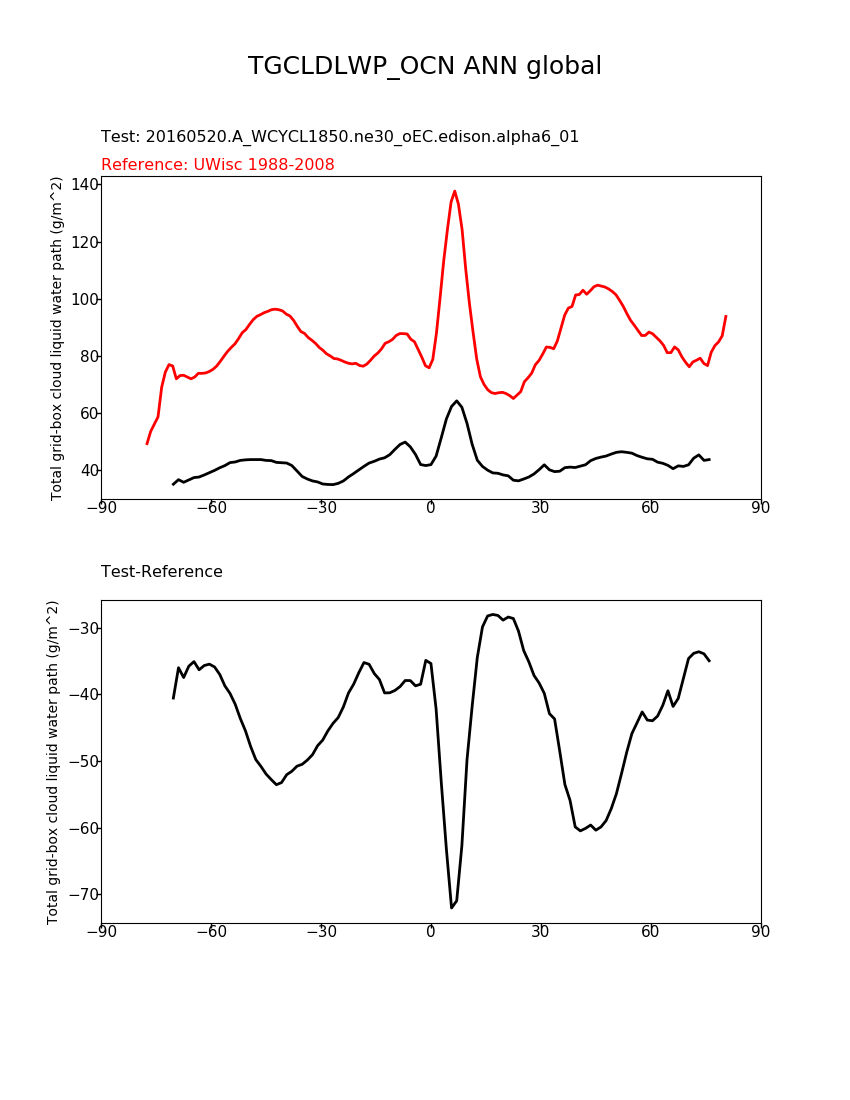 TGCLDLWP_OCN ANN global
Test: 20160520.A_WCYCL1850.ne30_oEC.edison.alpha6_01
Reference: UWisc 1988-2008
Total grid-box cloud liquid water path (g/m^2)
140
120
100
80
60
40
−90 −60 −30 0 30 60 90
Test-Reference
Total grid-box cloud liquid water path (g/m^2)
−30
−40
−50
−60
−70
−90 −60 −30 0 30 60 90